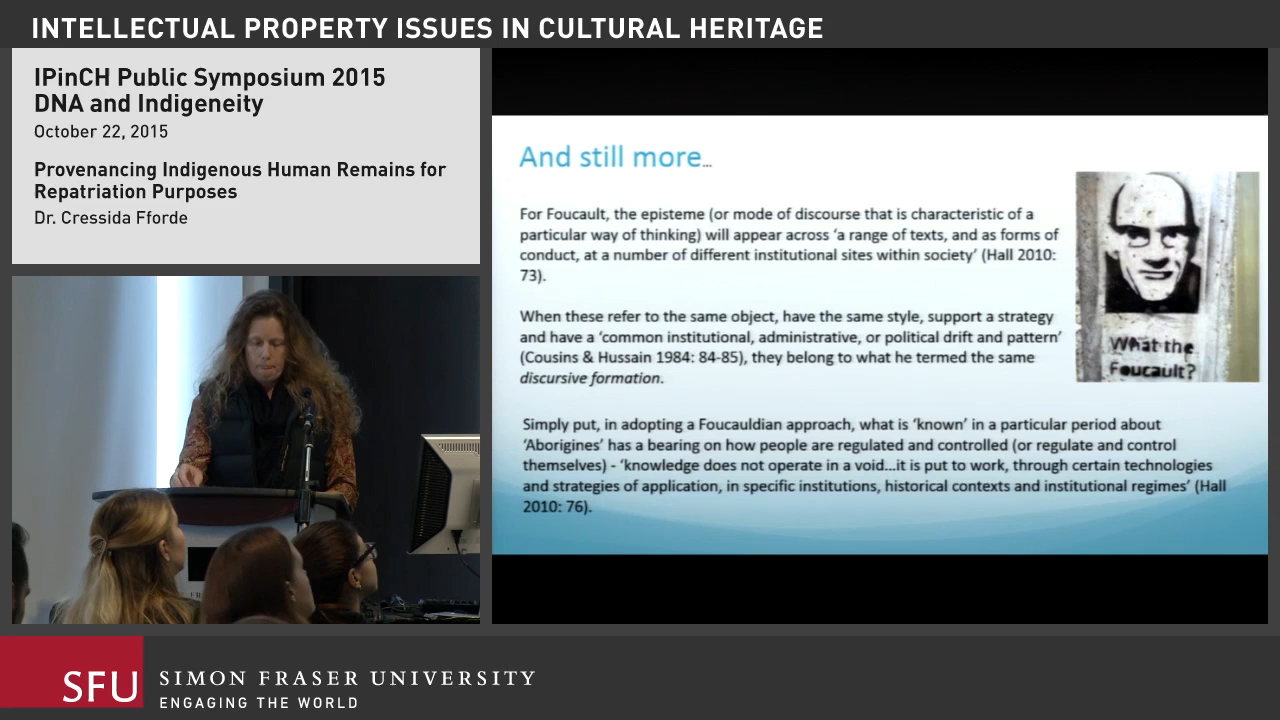 INTELLECTUAL PROPERTY ISSUES IN CULTURAL HERITAGE
IPinCH Public Symposium 2015
DNA and Indigeneity
October 22, 2015
Provenancing Indigenous Human Remains for
Repatriation Purposes
Dr. Cressida Fforde
And still more...
For Foucault, the episteme (or mode of discourse that is characteristic of a
particular way of thinking) will appear across ‘a range of texts, and as forms of
conduct, at a number of different institutional sites within society’ (Hall 2010:
73).
When these refer to the same object, have the same style, support a strategy
and have a ‘common institutional, administrative, or political drift and pattern’
(Cousins & Hussain 1984: 84-85), they belong to what he termed the same
discursive formation.
What the
Foucault?
Simply put, in adopting a Foucauldian approach, what is ‘known’ in a particular period about
‘Aborigines’ has a bearing on how people are regulated and controlled (or regulate and control
themselves) - ‘knowledge does not operate in a void...it is put to work, through certain technologies
and strategies of application, in specific institutions, historical contexts and institutional regimes’ (Hall
2010: 76).
SFU
SIMON FRASER UNIVERSITY
ENGAGING THE WORLD